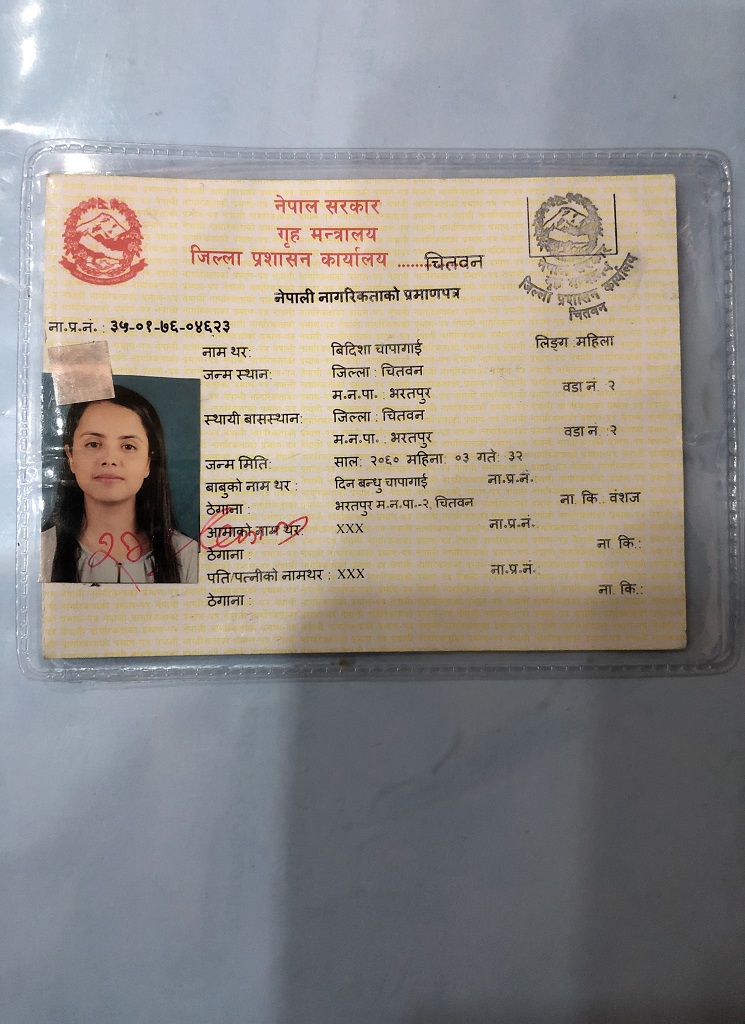 नेपाल सरकार
गृह मन्त्रालय
जिल्ला प्रशासन कार्यालय ......चितवन
नेपाली नागरिकताको प्रमाणपत्र
नेपाल सरकार
जिल्ला प्रशासन कार्यालय
चितवन
ना.प्र.नं. : ३५-०१-७६-०४६२३
नाम थर: बिदिशा चापागाई लिङ्ग :महिला
जन्म स्थान: जिल्ला : चितवन
म.न.पा. : भरतपुर वडा नं. : २
स्थायी बासस्थान: जिल्ला : चितवन
म.न.पा. : भरतपुर वडा नं. : २
जन्म मिति: साल: २०६० महिना: ०३ गते: ३२
बाबुको नाम थर : दिन बन्धु चापागाई ना.प्र.नं.
ठेगाना : भरतपुर म.न.पा.-२, चितवन ना. कि.: वंशज
आमाको नाम थर: XXX ना.प्र.नं.
ठेगाना : ना कि.:
पति/पत्नीको नामथर : XXX ना.प्र.नं.
ठेगाना : ना. कि.: